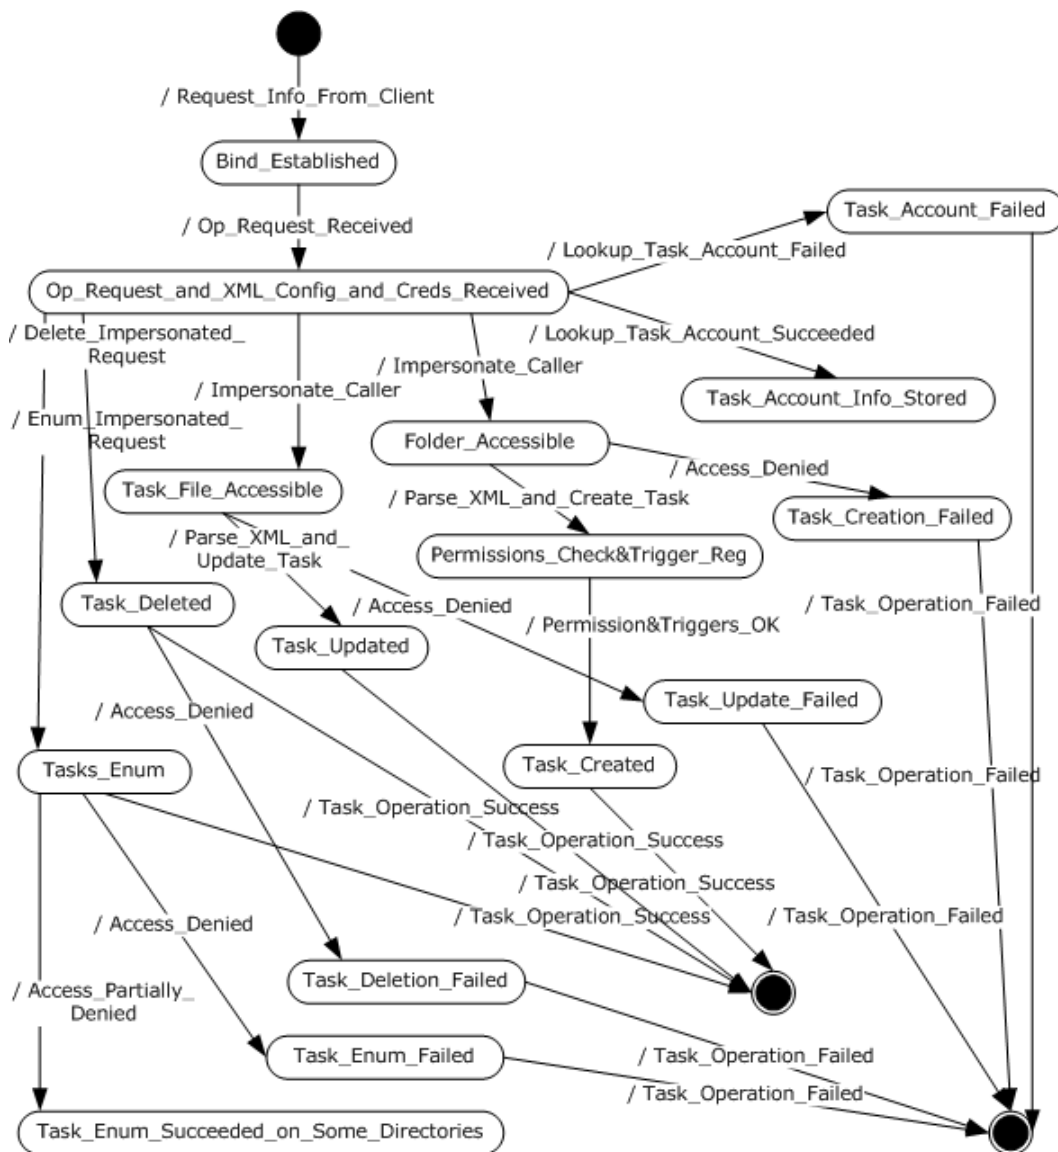 / Request_Info_From_Client
Bind_Established
/ Op_Request_Received
Task_Account_Failed
/ Lookup_Task_Account_Failed
Op_Request_and_XML_Config_and_Creds_Received
/ Delete_Impersonated_
Request
/ Lookup_Task_Account_Succeeded
/ Impersonate_Caller
/ Impersonate_Caller
Task_Account_Info_Stored
/ Enum_Impersonated_
Request
Folder_Accessible
/ Access_Denied
Task_File_Accessible
/ Parse_XML_and_Create_Task
Task_Creation_Failed
/ Parse_XML_and_
Update_Task
Permissions_Check&Trigger_Reg
Task_Deleted
/ Access_Denied
/ Task_Operation_Failed
/ Permission&Triggers_OK
Task_Updated
Task_Update_Failed
/ Access_Denied
Tasks_Enum
Task_Created
/ Task_Operation_Failed
/ Task_Operation_Success
/ Task_Operation_Success
/ Task_Operation_Success
/ Task_Operation_Success
/ Task_Operation_Failed
/ Access_Denied
Task_Deletion_Failed
/ Access_Partially_
Denied
Task_Enum_Failed
/ Task_Operation_Failed
/ Task_Operation_Failed
Task_Enum_Succeeded_on_Some_Directories